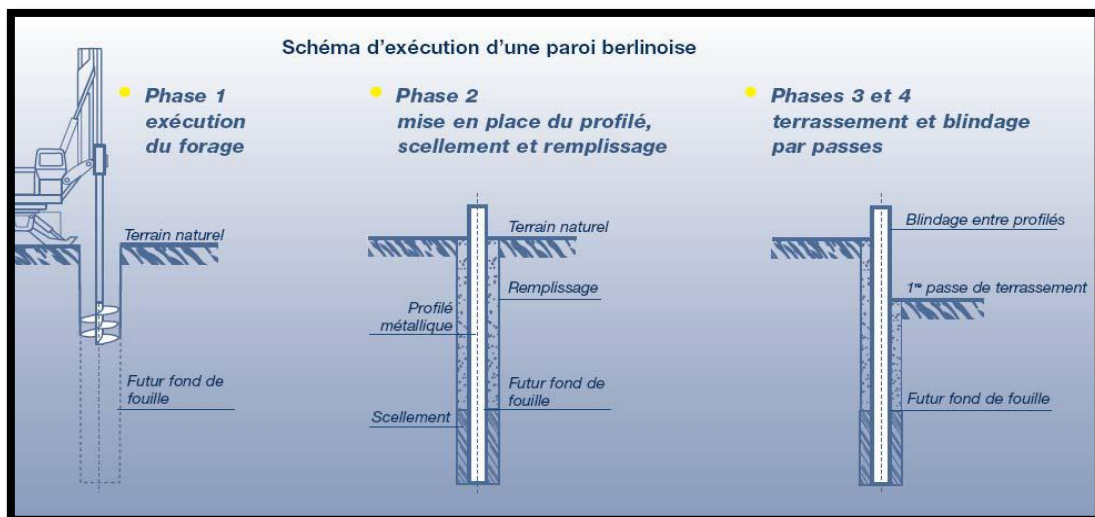 Schéma d'exécution d'une paroi berlinoise
Phase 1
exécution
du forage
Terrain naturel
Futur fond de
fouille
Phase 2
mise en place du profilé,
scellement et remplissage
Terrain naturel
Remplissage
Profilé
métallique
Futur fond de
fouille
Scellement
Phases 3 et 4
terrassement et blindage
par passes
Blindage entre profilés
1re passe de terrassement
Futur fond de fouille